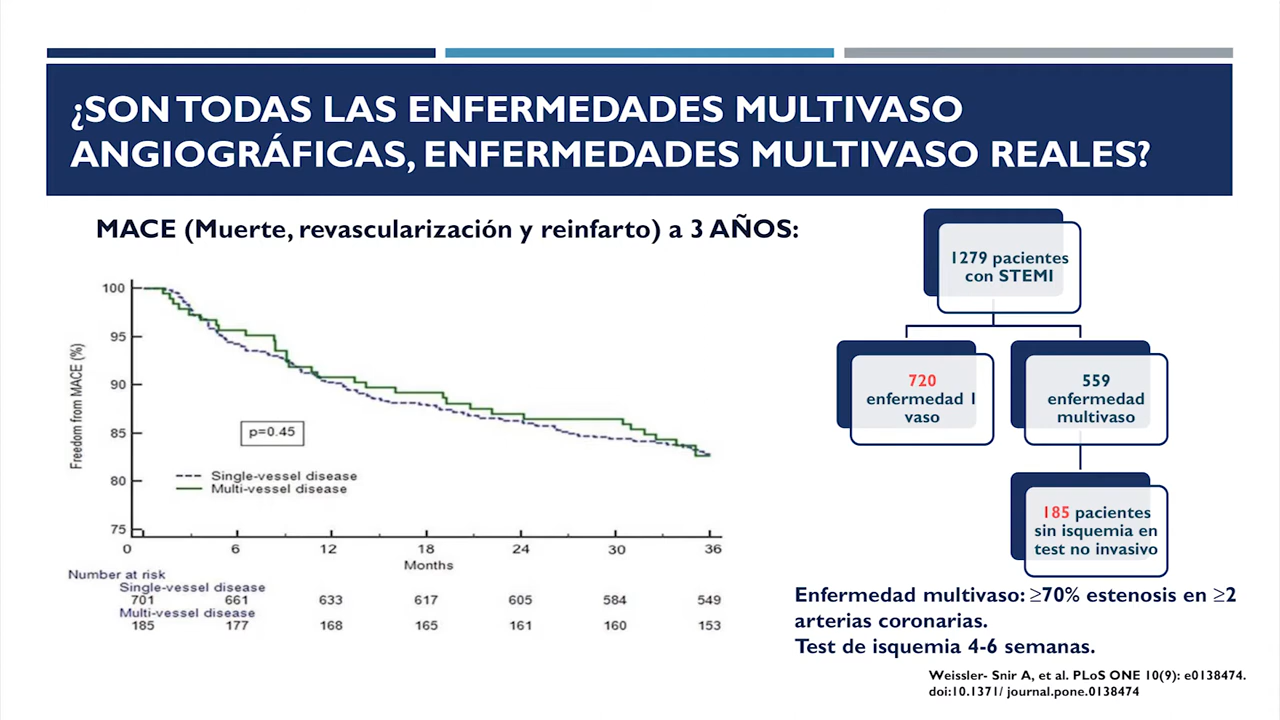 ¿SON TODAS LAS ENFERMEDADES MULTIVASO
ANGIOGRÁFICAS, ENFERMEDADES MULTIVASO REALES?
MACE (Muerte, revascularización y reinfarto) a 3 AÑOS:
Freedom from MACE (%)
100
95
90
85
80
75
p=0.45
Single-vessel disease
Multi-vessel disease
0 6 12 18 24 30 36
Months
Number at risk
Single-vessel disease
701 661 633 617 605 584 549
Multi-vessel disease
185 177 168 165 161 160 153
1279 pacientes
con STEMI
720
enfermedad 1
vaso
559
enfermedad
multivaso
185 pacientes
sin isquemia en
test no invasivo
Enfermedad multivaso: ≥70% estenosis en ≥2
arterias coronarias.
Test de isquemia 4-6 semanas.
Weissler- Snir A, et al. PLoS ONE 10(9): e0138474.
doi:10.1371/ journal.pone.0138474